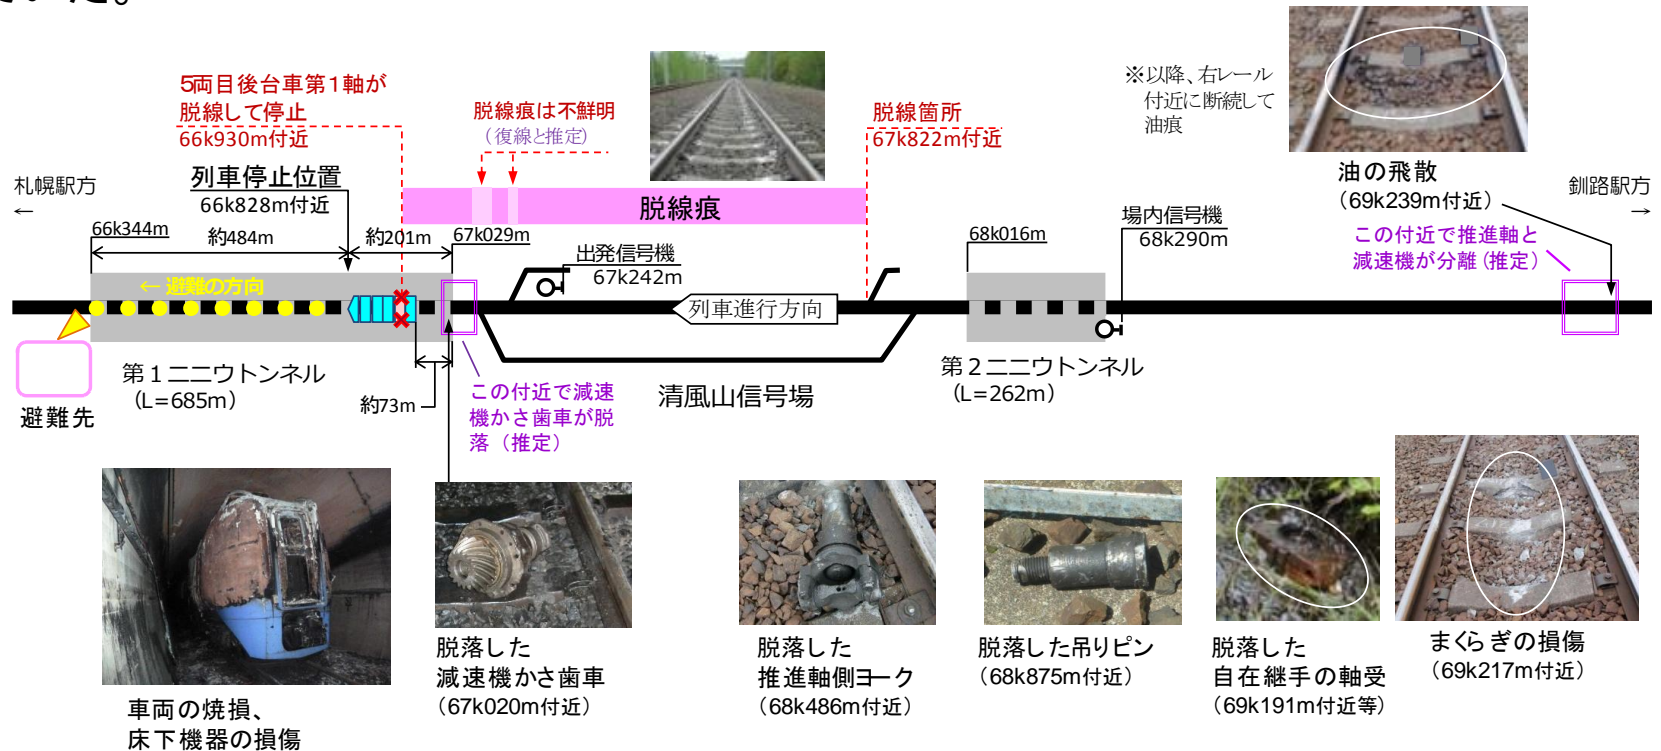 5両目後台車第1軸が
脱線して停止
66k930m付近
脱線痕は不鮮明
(復線と推定)
脱線箇所
67k822m付近
※以降、右レール
付近に断続して
油痕
油の飛散
(69k239m付近)
札幌駅方
←
釧路駅方
→
列車停止位置
66k828m付近
脱線痕
66k344m
約484m
約201m
67k029m
出発信号機
67k242m
68k016m
場内信号機
68k290m
この付近で推進軸と
減速機が分離(推定)
← 避難の方向
列車進行方向
第1ニニウトンネル
(L=685m)
約73m
避難先
この付近で減速
機かさ歯車が脱
落(推定)
清風山信号場
第2ニニウトンネル
(L=262m)
車両の焼損、
床下機器の損傷
脱落した
減速機かさ歯車
(67k020m付近)
脱落した
推進軸側ヨーク
(68k486m付近)
脱落した吊りピン
(68k875m付近)
脱落した
自在継手の軸受
(69k191m付近等)
まくらぎの損傷
(69k217m付近)